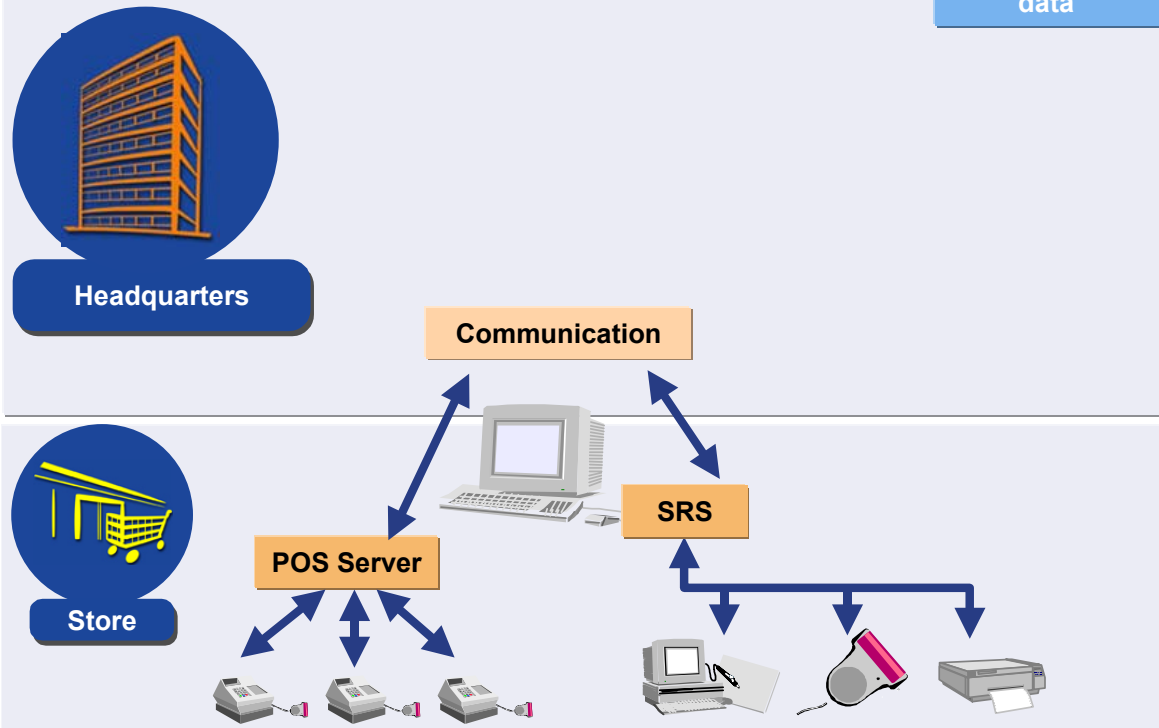 data
Headquarters
Communication
SRS
POS Server
Store